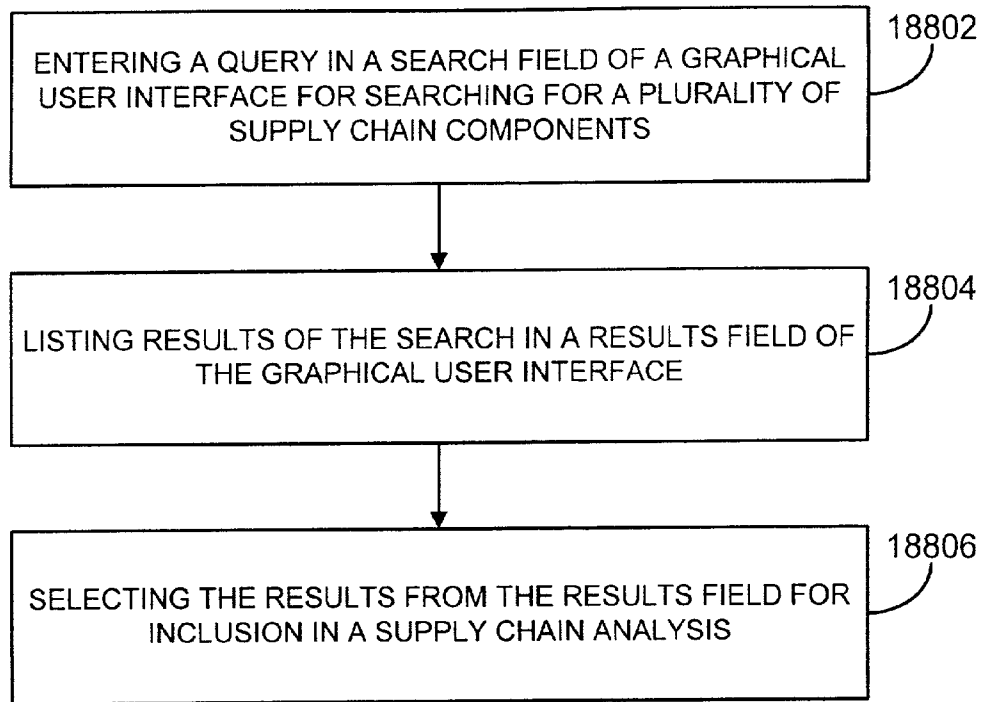 18802
ENTERING A QUERY IN A SEARCH FIELD OF A GRAPHICAL
USER INTERFACE FOR SEARCHING FOR A PLURALITY OF
SUPPLY CHAIN COMPONENTS
18804
LISTING RESULTS OF THE SEARCH IN A RESULTS FIELD OF
THE GRAPHICAL USER INTERFACE
18806
SELECTING THE RESULTS FROM THE RESULTS FIELD FOR
INCLUSION IN A SUPPLY CHAIN ANALYSIS